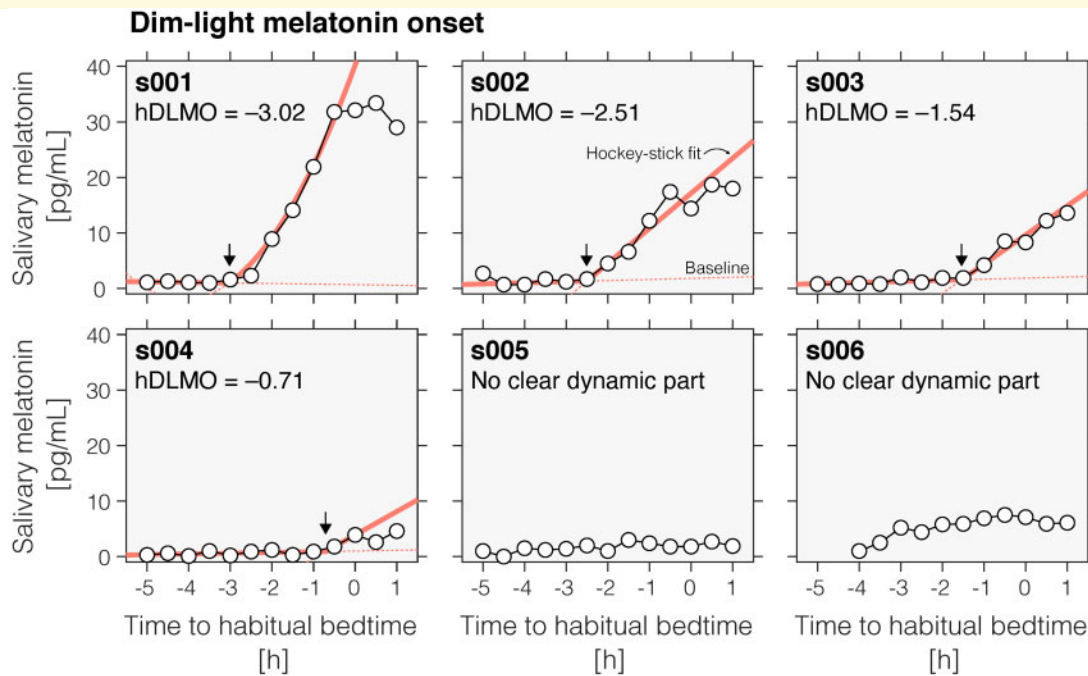 Dim-light melatonin onset
Salivary melatonin
[pg/mL]
40
30
20
10
0
s001
hDLMO = −3.02
s002
hDLMO = −2.51
Hockey-stick fit
Baseline
s003
hDLMO = −1.54
Salivary melatonin
[pg/mL]
40
30
20
10
0
s004
hDLMO = −0.71
s005
No clear dynamic part
s006
No clear dynamic part
-5 -4 -3 -2 -1 0 1
-5 -4 -3 -2 -1 0 1
-5 -4 -3 -2 -1 0 1
Time to habitual bedtime
[h]
Time to habitual bedtime
[h]
Time to habitual bedtime
[h]